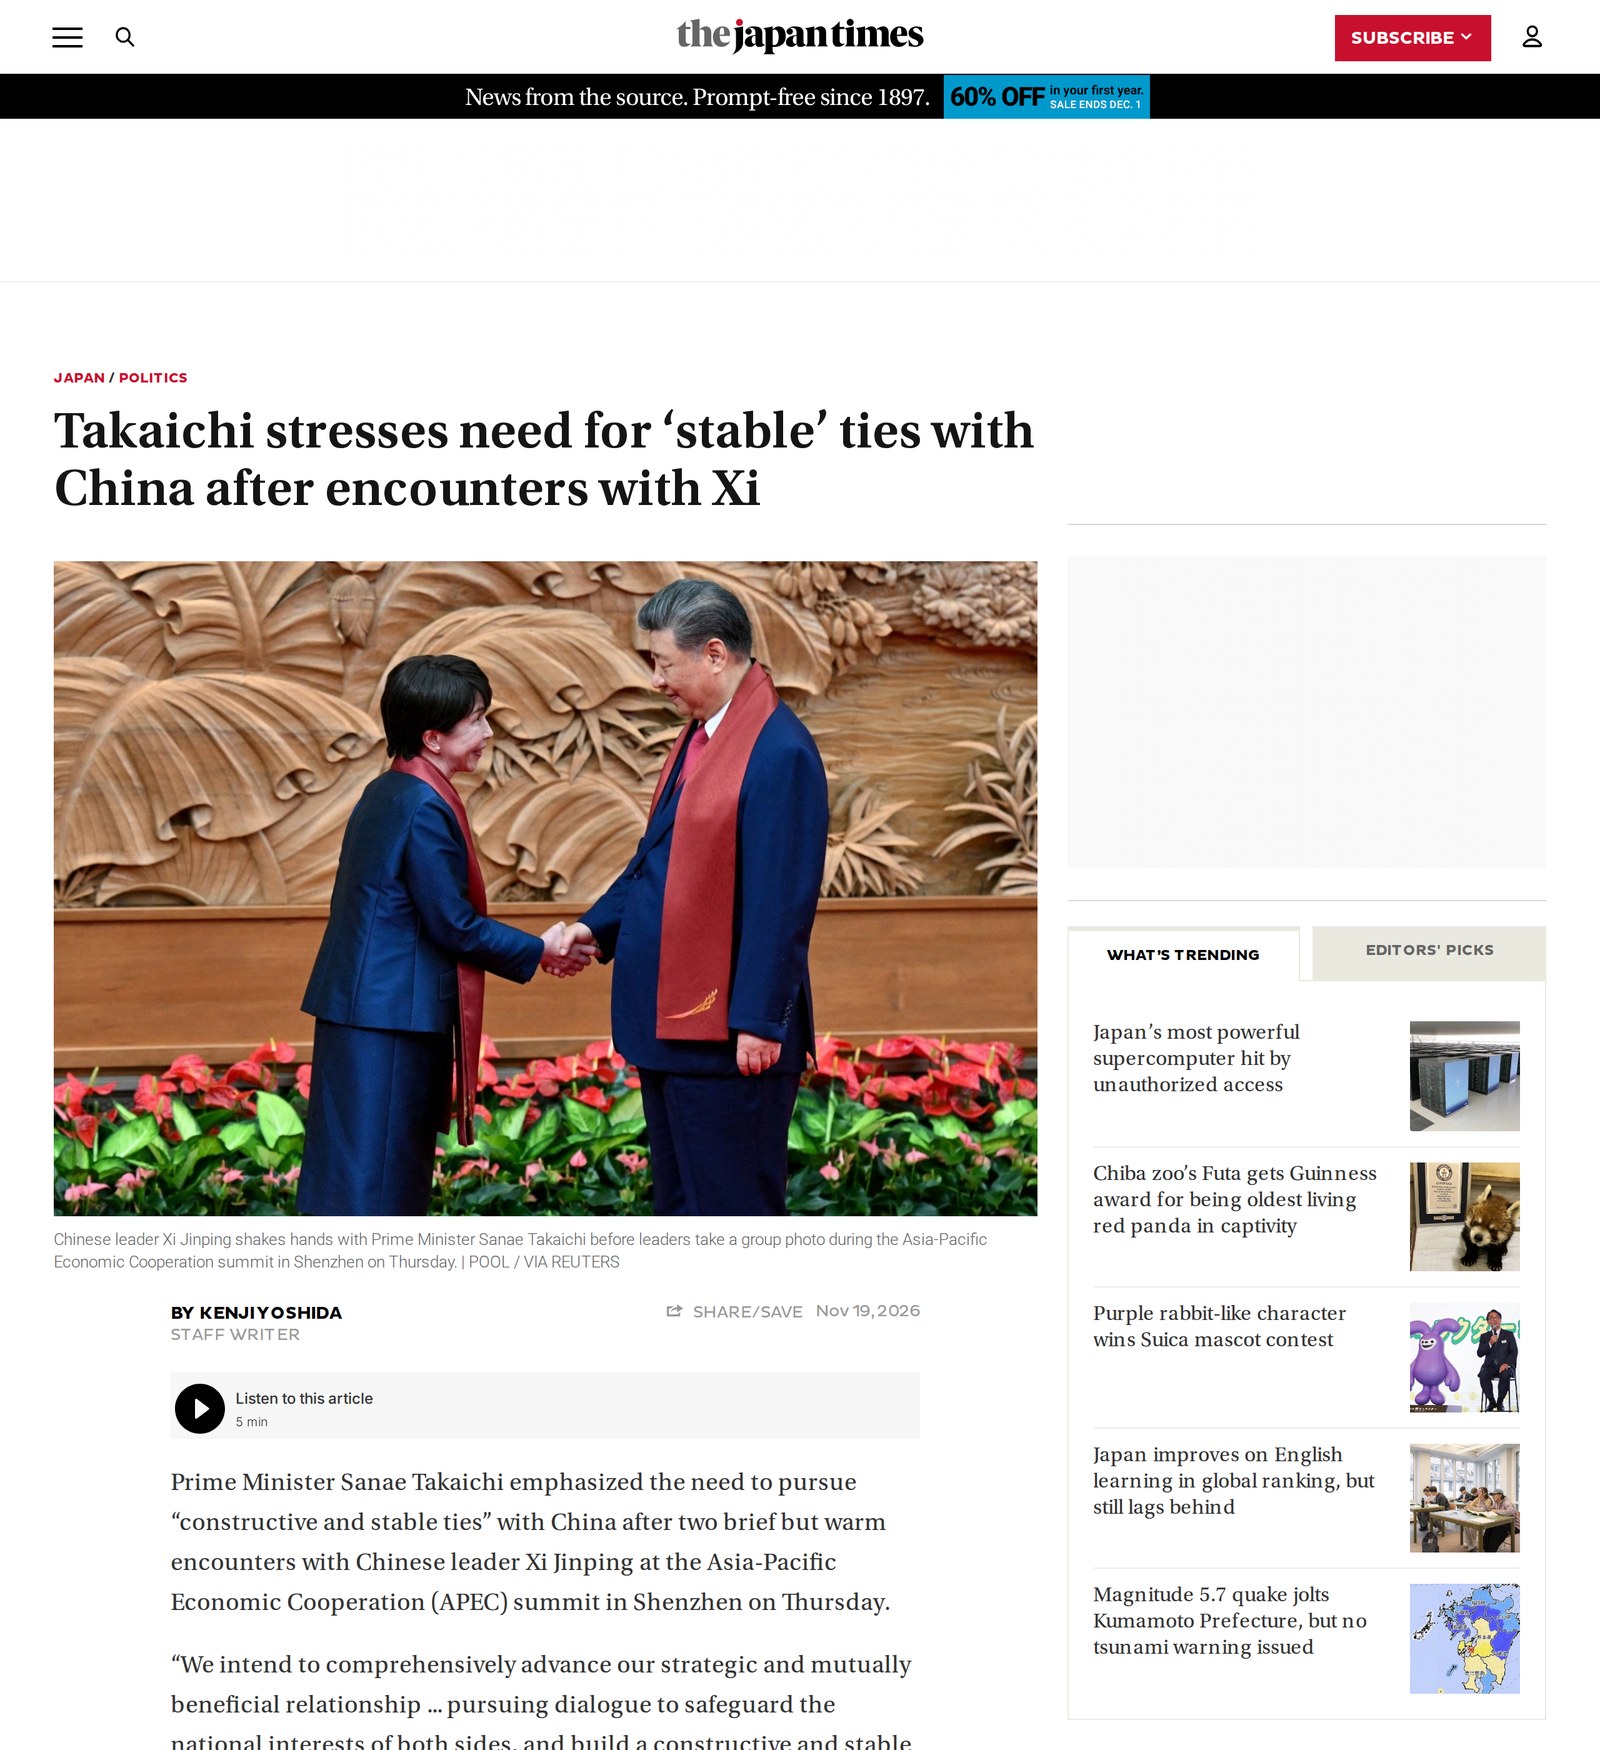 the japan times
SUBSCRIBE
News from the source. Prompt-free since 1897.
60% OFF in your first year.
SALE ENDS DEC. 1
JAPAN / POLITICS
Takaichi stresses need for ‘stable’ ties with
China after encounters with Xi
Chinese leader Xi Jinping shakes hands with Prime Minister Sanae Takaichi before leaders take a group photo during the Asia-Pacific
Economic Cooperation summit in Shenzhen on Thursday. | POOL / VIA REUTERS
BY KENJI YOSHIDA
STAFF WRITER
SHARE/SAVE
Nov 19, 2026
Listen to this article
5 min
Prime Minister Sanae Takaichi emphasized the need to pursue
“constructive and stable ties” with China after two brief but warm
encounters with Chinese leader Xi Jinping at the Asia-Pacific
Economic Cooperation (APEC) summit in Shenzhen on Thursday.
“We intend to comprehensively advance our strategic and mutually
beneficial relationship ... pursuing dialogue to safeguard the
national interests of both sides, and build a constructive and stable
WHAT’S TRENDING
EDITORS' PICKS
Japan’s most powerful
supercomputer hit by
unauthorized access
Chiba zoo’s Futa gets Guinness
award for being oldest living
red panda in captivity
Purple rabbit-like character
wins Suica mascot contest
Japan improves on English
learning in global ranking, but
still lags behind
Magnitude 5.7 quake jolts
Kumamoto Prefecture, but no
tsunami warning issued